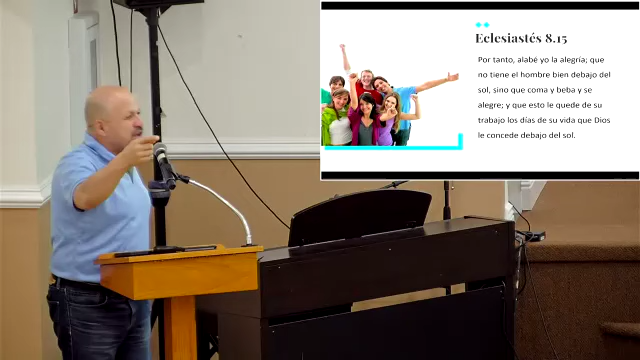 Eclesiastés 8.15
Por tanto, alabé yo la alegría; que
no tiene el hombre bien debajo del
sol, sino que coma y beba y se
alegre; y que esto le quede de su
trabajo los días de su vida que Dios
le concede debajo del sol.